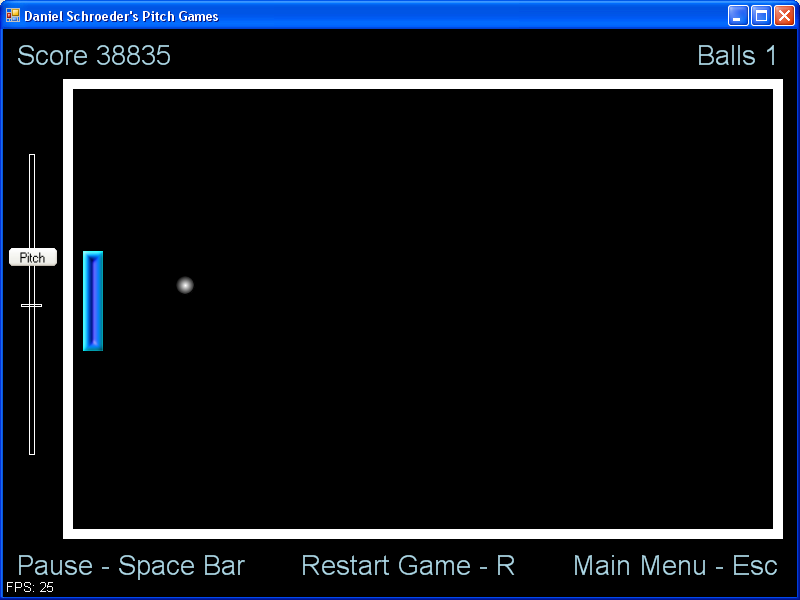 Daniel Schroeder's Pitch Games
Score 38835
Balls 1
Pitch
Pause - Space Bar
Restart Game - R
Main Menu - Esc
FPS: 25